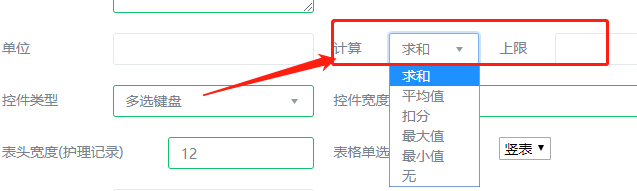 单位
计算 求和 上限
求和
平均值
扣分
最大值
最小值
无
控件类型 多选键盘 控件宽度
表头宽度(护理记录) 12 表格单选 竖表